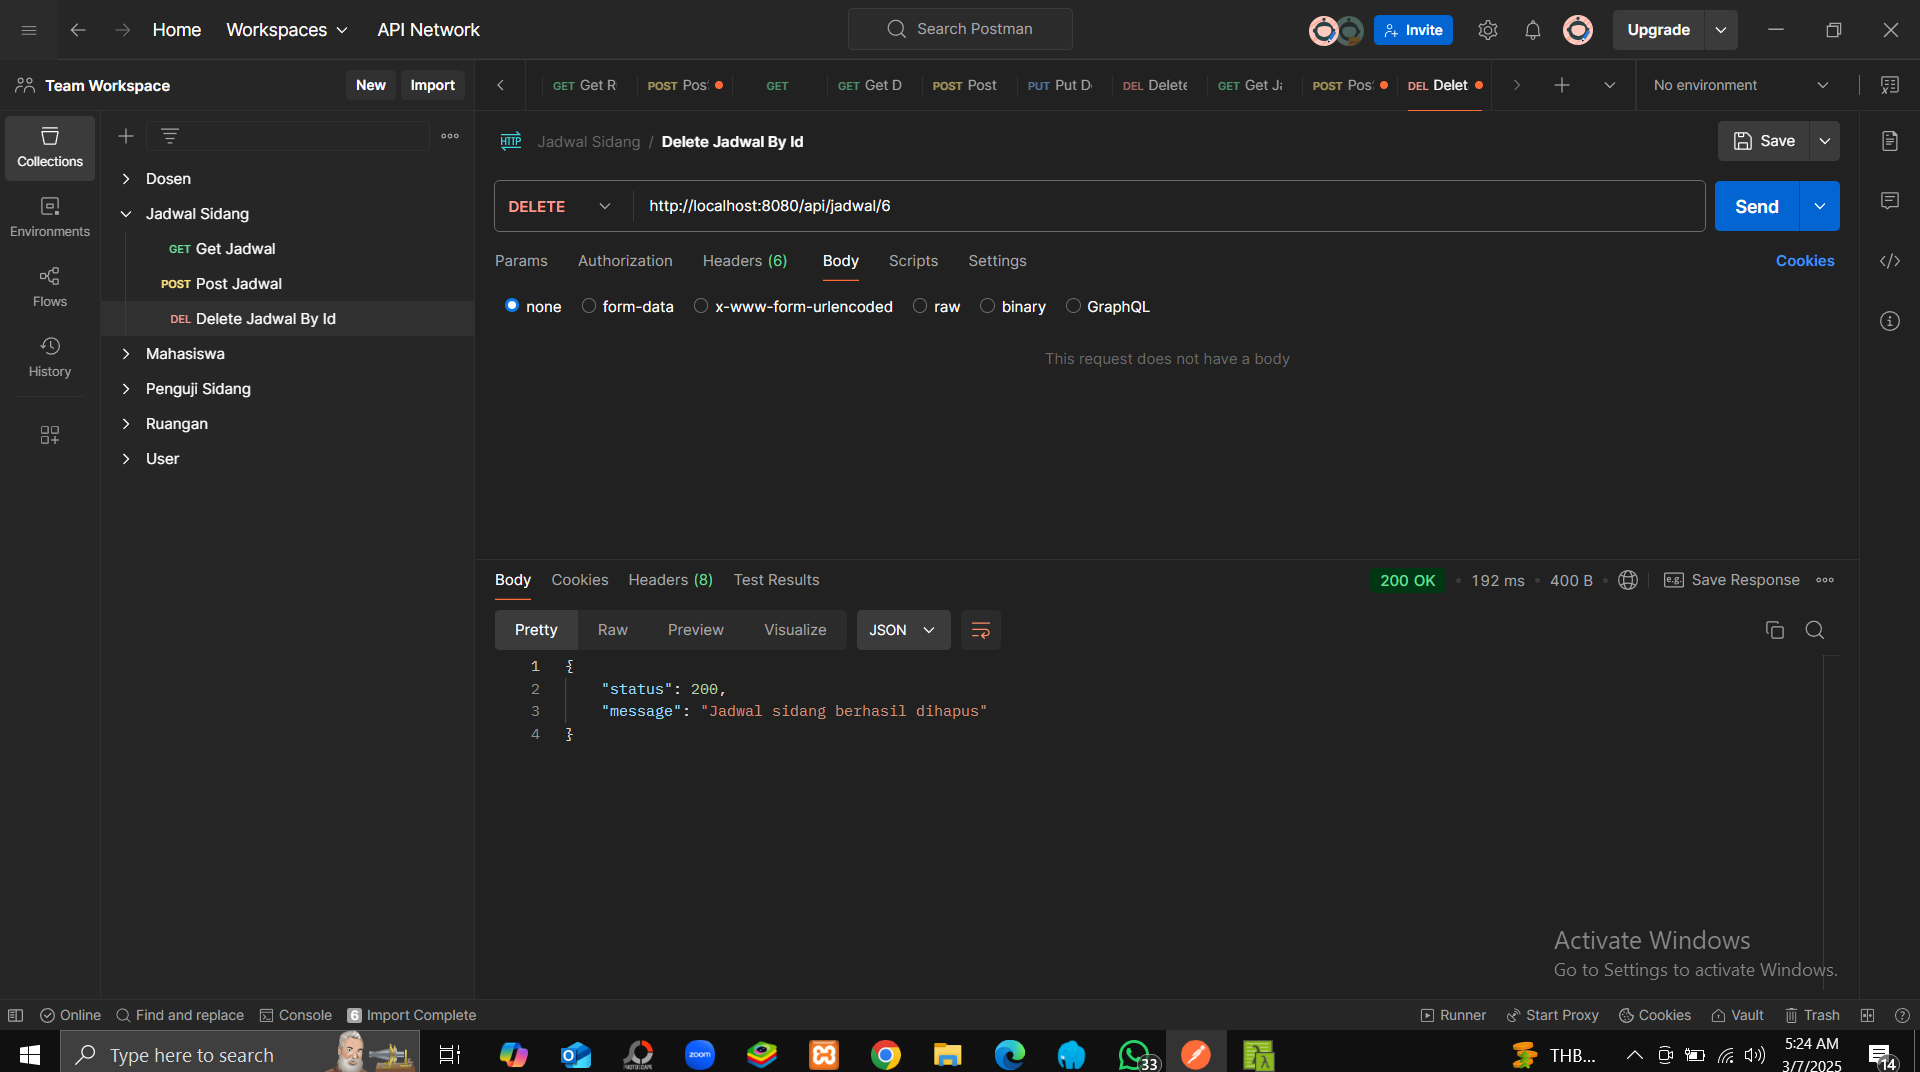 Home Workspaces API Network
Search Postman
Invite
Upgrade
Team Workspace
New Import
GET Get R
POST Pos
GET
GET Get D
POST Post
PUT Put D
DEL Delete
GET Get Ja
POST Pos
DEL Delet
No environment
Collections
Environments
Flows
History
Dosen
Jadwal Sidang
GET Get Jadwal
POST Post Jadwal
DEL Delete Jadwal By Id
Mahasiswa
Penguji Sidang
Ruangan
User
HTTP Jadwal Sidang / Delete Jadwal By Id
Save
DELETE http://localhost:8080/api/jadwal/6
Send
Params Authorization Headers (6) Body Scripts Settings
Cookies
none form-data x-www-form-urlencoded raw binary GraphQL
This request does not have a body
Body Cookies Headers (8) Test Results
200 OK • 192 ms • 400 B •
e.g. Save Response
Pretty Raw Preview Visualize JSON
1 {
2 "status": 200,
3 "message": "Jadwal sidang berhasil dihapus"
4 }
Activate Windows
Go to Settings to activate Windows.
Online Find and replace Console 6 Import Complete
Runner Start Proxy Cookies Vault Trash
Type here to search
zoom
33
THB...
5:24 AM
3/7/2025
14